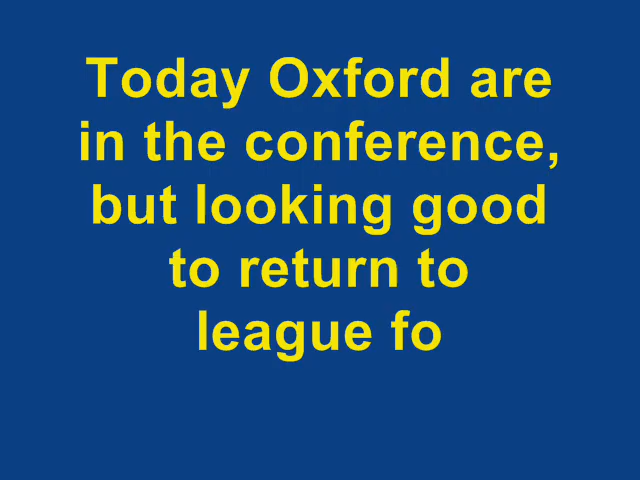 Today Oxford are
in the conference,
but looking good
to return to
league fo